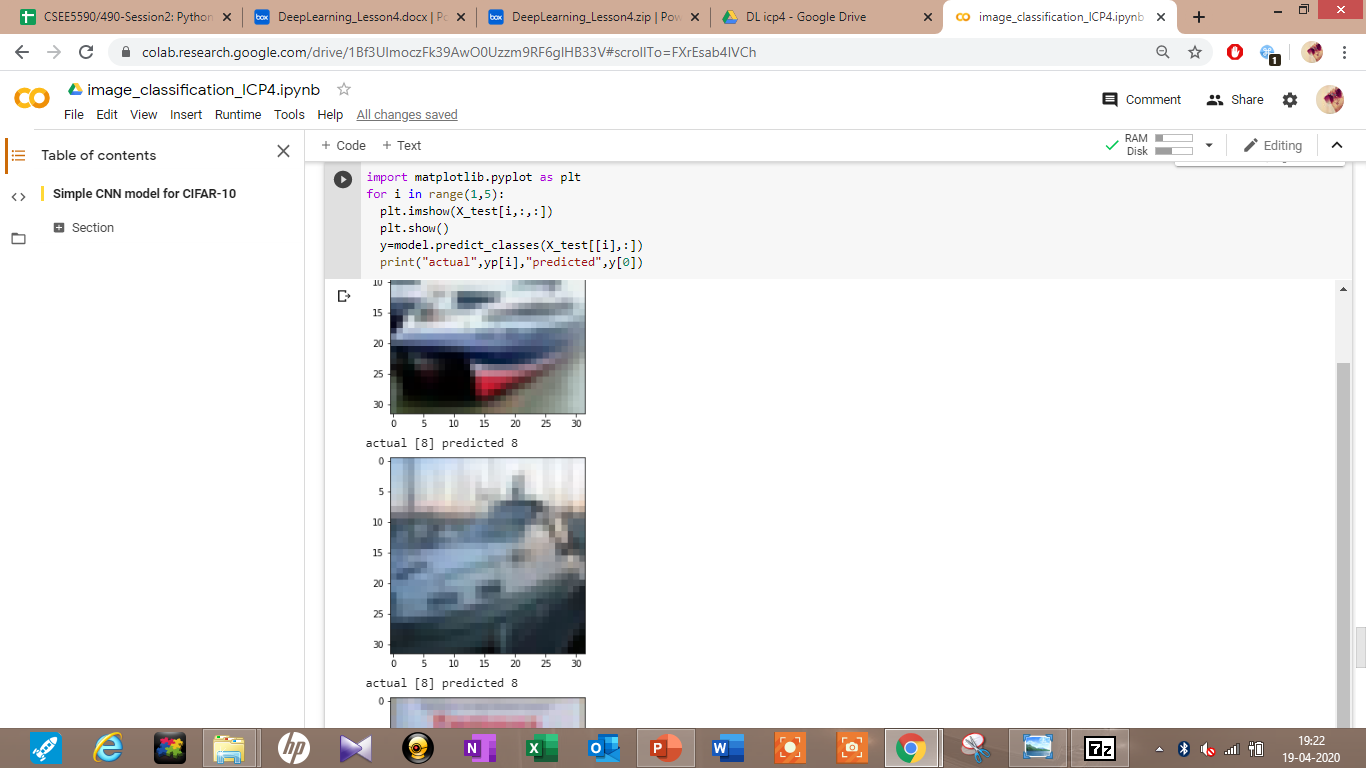 CSEE5590/490-Session2: Python
DeepLearning_Lesson4.docx | Po
DeepLearning_Lesson4.zip | Pow
DL icp4 - Google Drive
image_classification_ICP4.ipynb
colab.research.google.com/drive/1Bf3UImoczFk39AwO0Uzzm9RF6glHB33V#scrollTo=FXrEsab4lVCh
1
image_classification_ICP4.ipynb
File Edit View Insert Runtime Tools Help All changes saved
Comment Share
Table of contents
+ Code + Text
RAM
Disk
Editing
Simple CNN model for CIFAR-10
Section
import matplotlib.pyplot as plt
for i in range(1,5):
plt.imshow(X_test[i,:,:])
plt.show()
y=model.predict_classes(X_test[[i],:])
print("actual",yp[i],"predicted",y[0])
10
15
20
25
30
0 5 10 15 20 25 30
actual [8] predicted 8
0
5
10
15
20
25
30
0 5 10 15 20 25 30
actual [8] predicted 8
0
19:22
19-04-2020